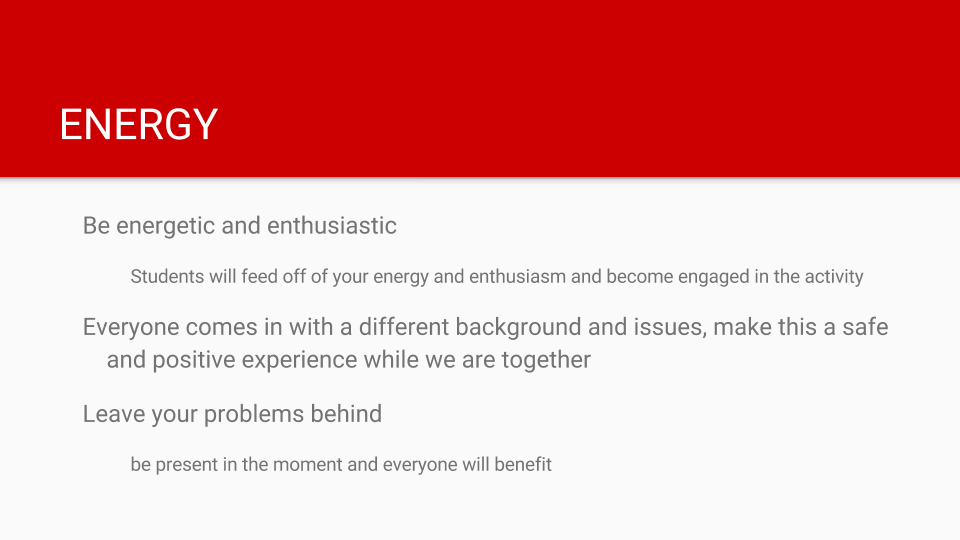 ENERGY
Be energetic and enthusiastic
Students will feed off of your energy and enthusiasm and become engaged in the activity
Everyone comes in with a different background and issues, make this a safe
and positive experience while we are together
Leave your problems behind
be present in the moment and everyone will benefit